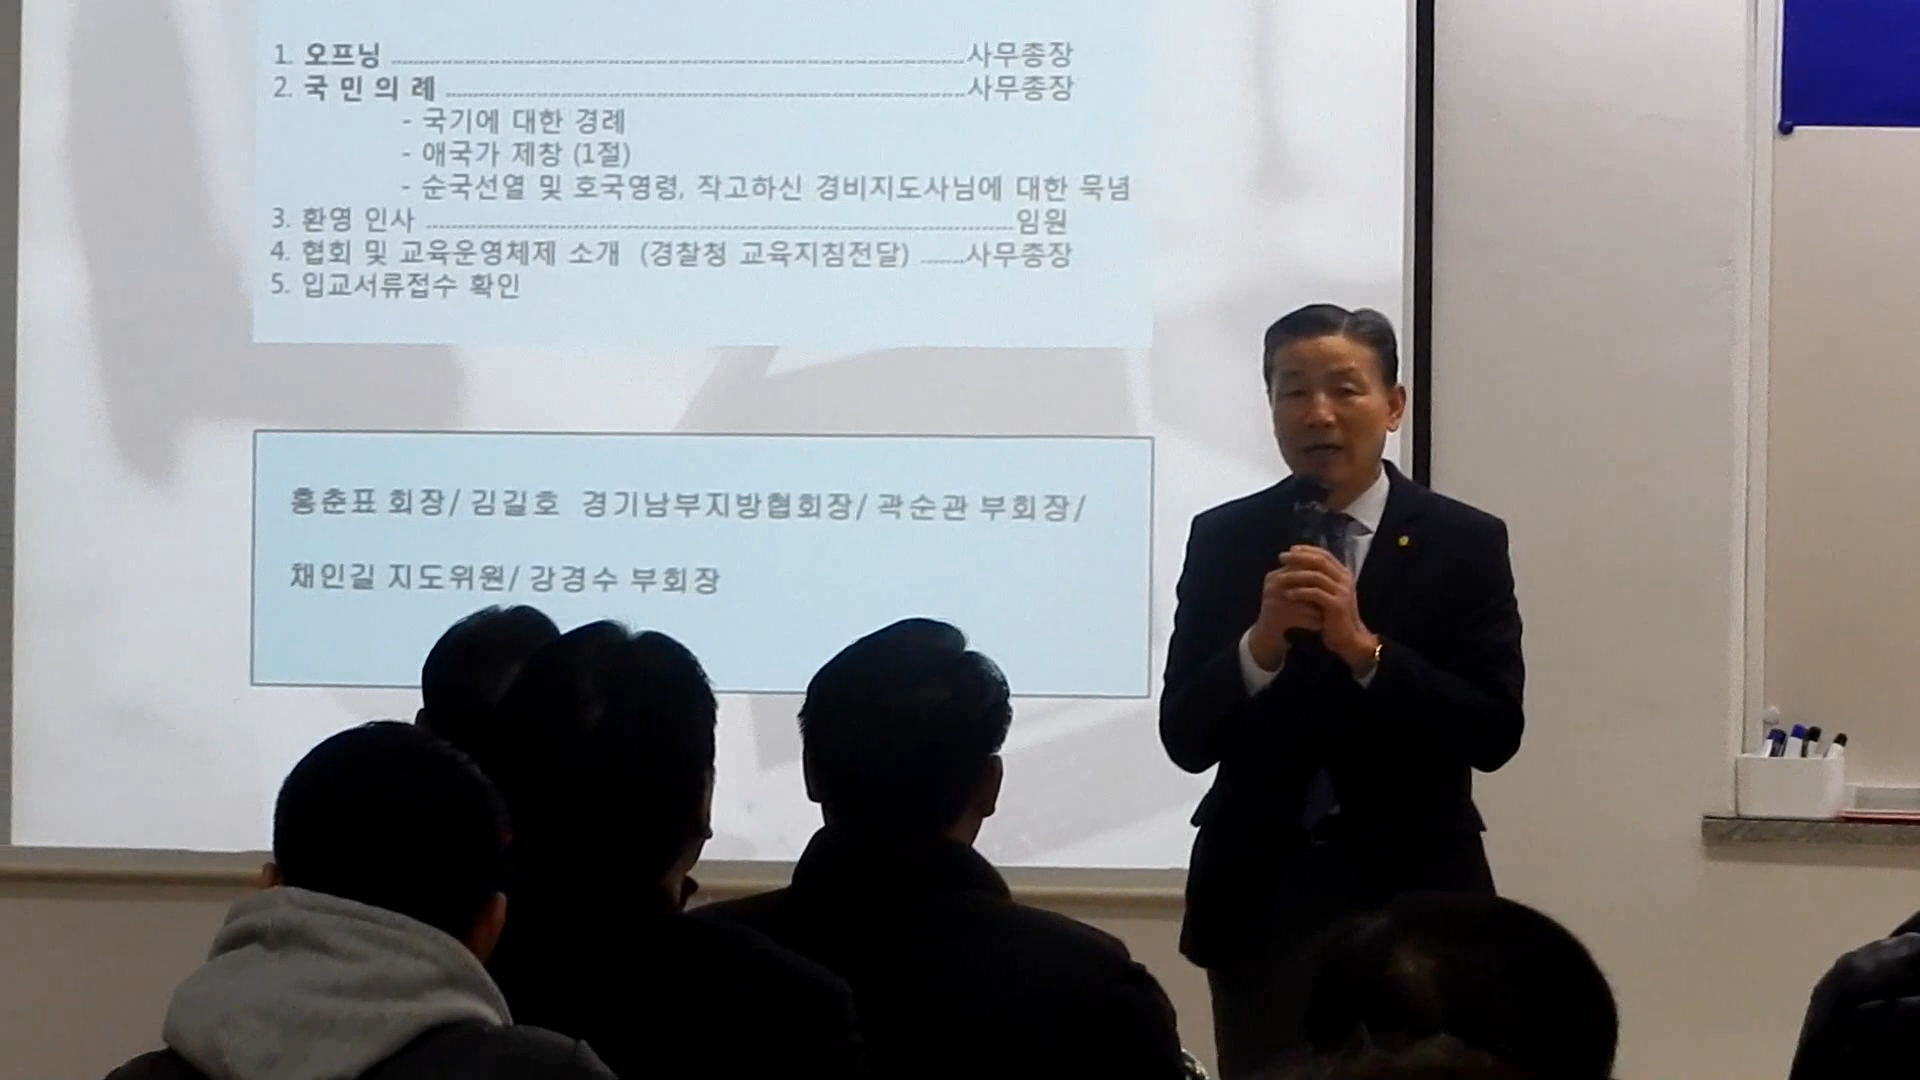 1. 오프닝 ........................................사무총장
2. 국 민 의 례 ........................................사무총장
- 국기에 대한 경례
- 애국가 제창 (1절)
- 순국선열 및 호국영령, 작고하신 경비지도사님에 대한 묵념
3. 환영 인사 ........................................임원
4. 협회 및 교육운영체제 소개 (경찰청 교육지침전달) .......사무총장
5. 입교서류접수 확인
홍춘표 회장/ 김길호 경기남부지방협회장/ 곽순관 부회장/
채인길 지도위원/ 강경수 부회장